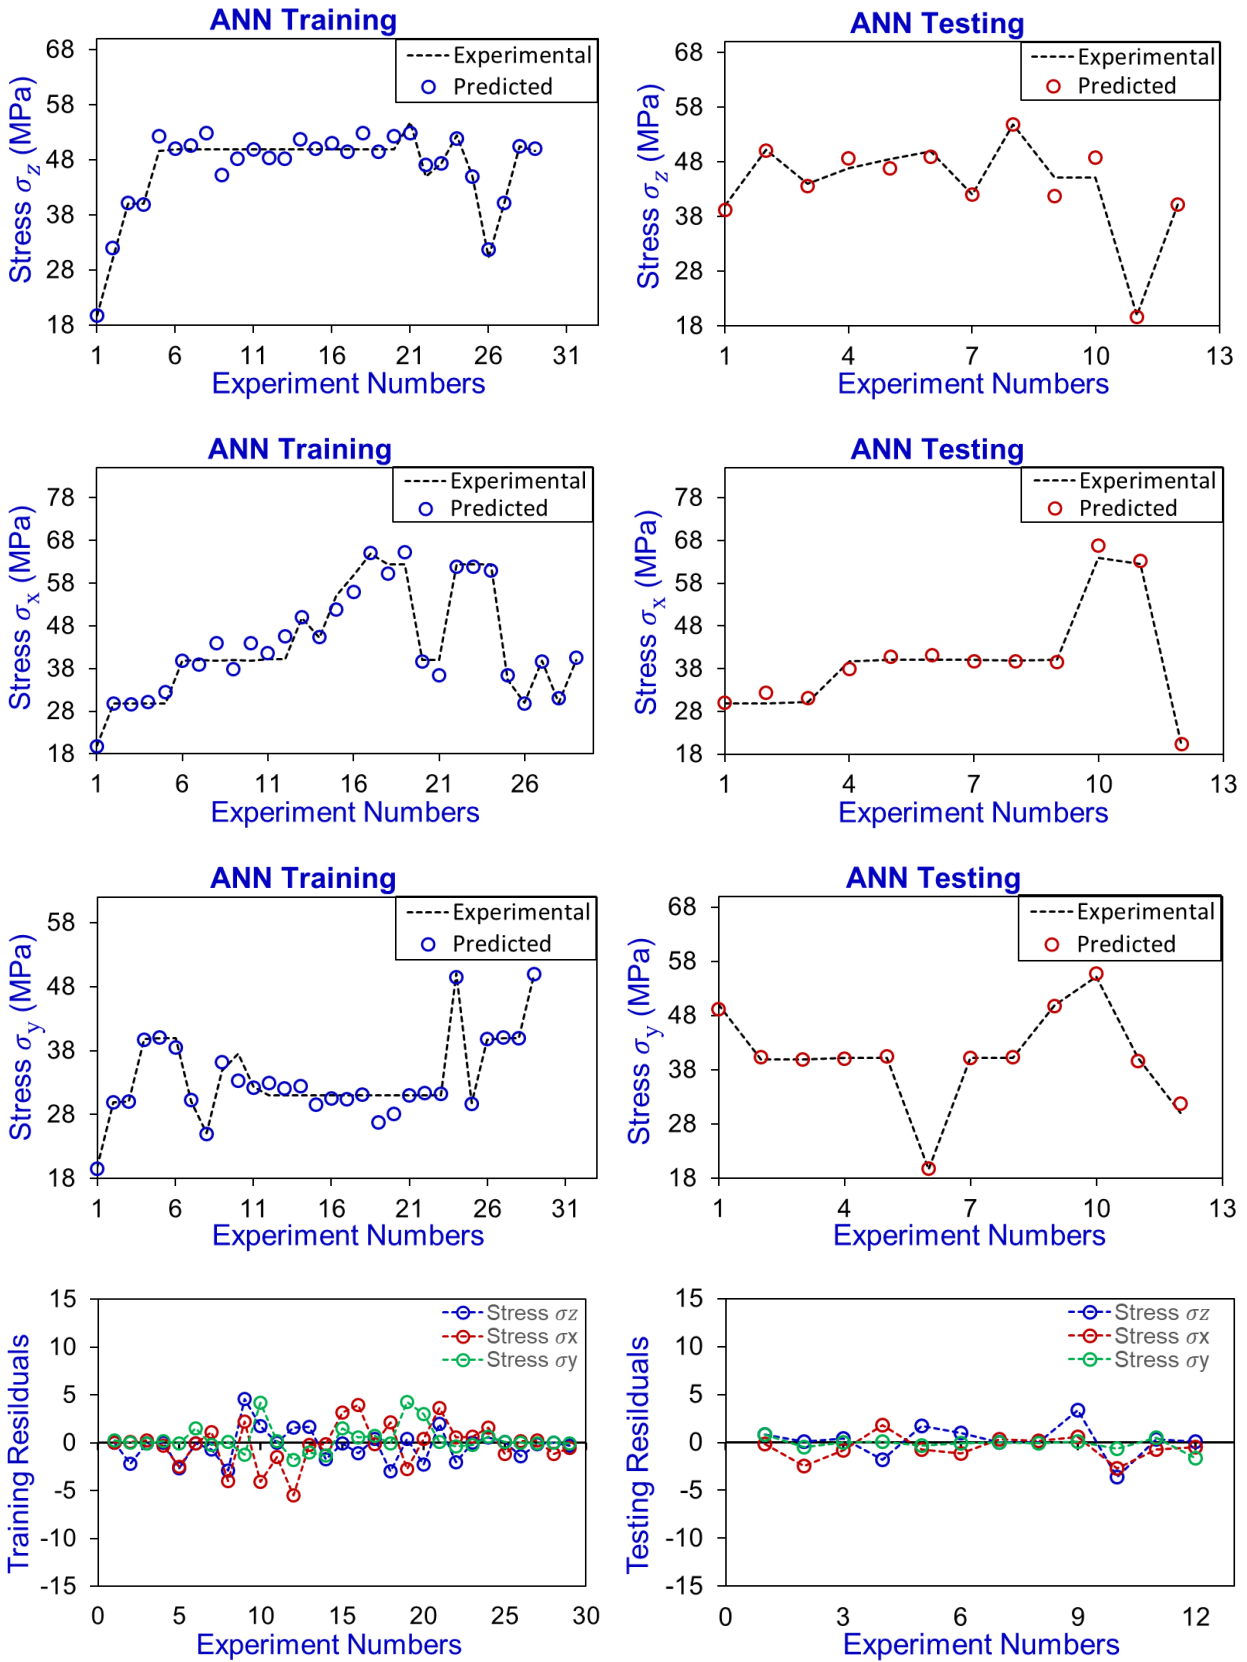 ANN Training
Stress σz (MPa)
68
58
48
38
28
18
Experimental
Predicted
1 6 11 16 21 26 31
Experiment Numbers
ANN Testing
Stress σz (MPa)
68
58
48
38
28
18
Experimental
Predicted
1 4 7 10 13
Experiment Numbers
ANN Training
Stress σx (MPa)
78
68
58
48
38
28
18
Experimental
Predicted
1 6 11 16 21 26
Experiment Numbers
ANN Testing
Stress σx (MPa)
78
68
58
48
38
28
18
Experimental
Predicted
1 4 7 10 13
Experiment Numbers
ANN Training
Stress σy (MPa)
58
48
38
28
18
Experimental
Predicted
1 6 11 16 21 26 31
Experiment Numbers
ANN Testing
Stress σy (MPa)
68
58
48
38
28
18
Experimental
Predicted
1 4 7 10 13
Experiment Numbers
Training Resilduals
15
10
5
0
-5
-10
-15
Stress σz
Stress σx
Stress σy
0 5 10 15 20 25 30
Experiment Numbers
Testing Residuals
15
10
5
0
-5
-10
-15
Stress σz
Stress σx
Stress σy
0 3 6 9 12
Experiment Numbers